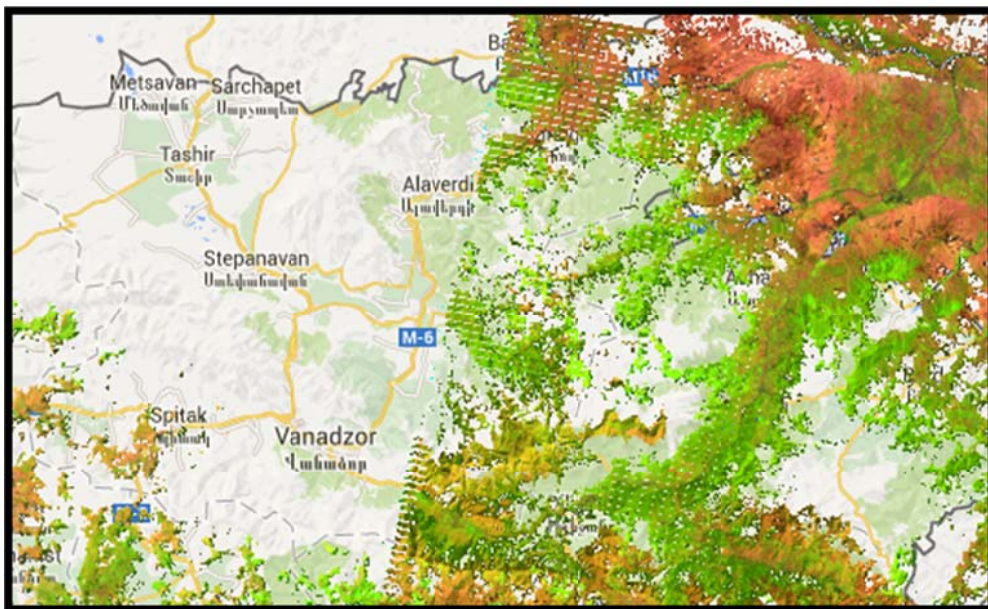 Metsavan
Մեծավան
Sarchapet
Սարչապետ
Tashir
Տաշիր
Alaverdi
Ալավերդի
Stepanavan
Ստեփանավան
M-6
Spitak
Սպիտակ
Vanadzor
Վանաձոր